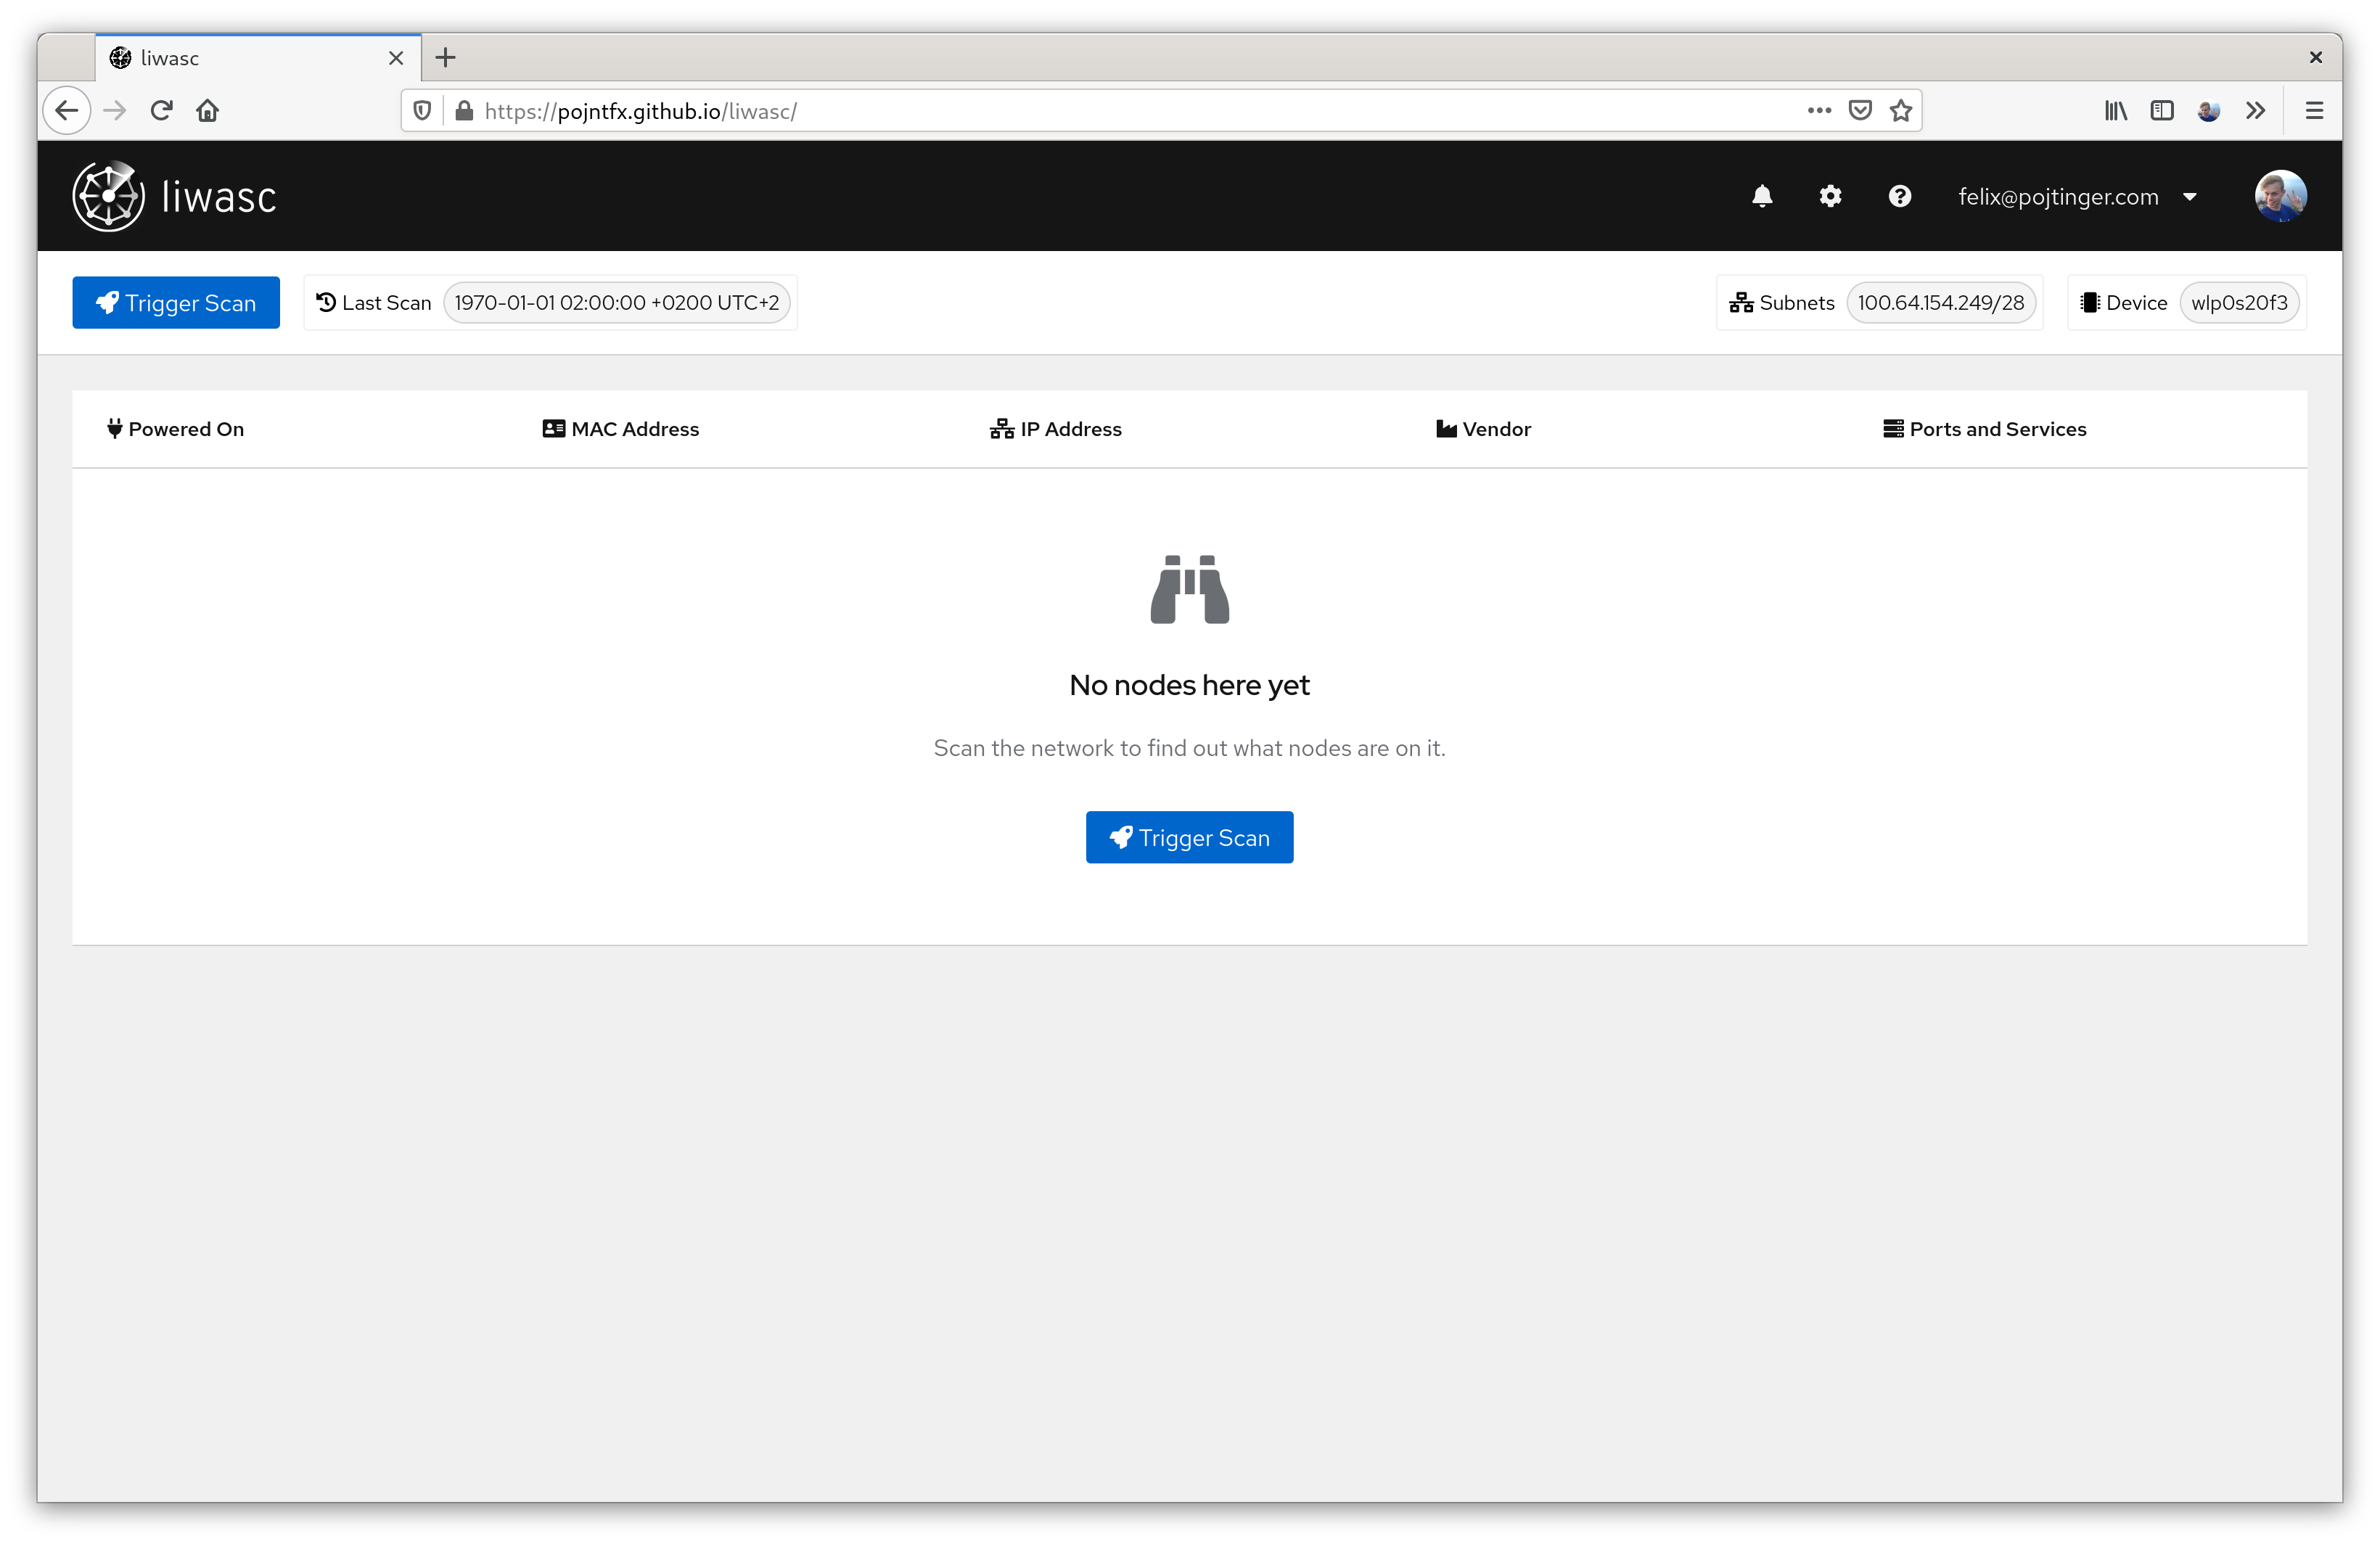 liwasc
https://pojntfx.github.io/liwasc/
liwasc
felix@pojtinger.com
Trigger Scan
Last Scan 1970-01-01 02:00:00 +0200 UTC+2
Subnets 100.64.154.249/28
Device wlp0s20f3
Powered On
MAC Address
IP Address
Vendor
Ports and Services
No nodes here yet
Scan the network to find out what nodes are on it.
Trigger Scan